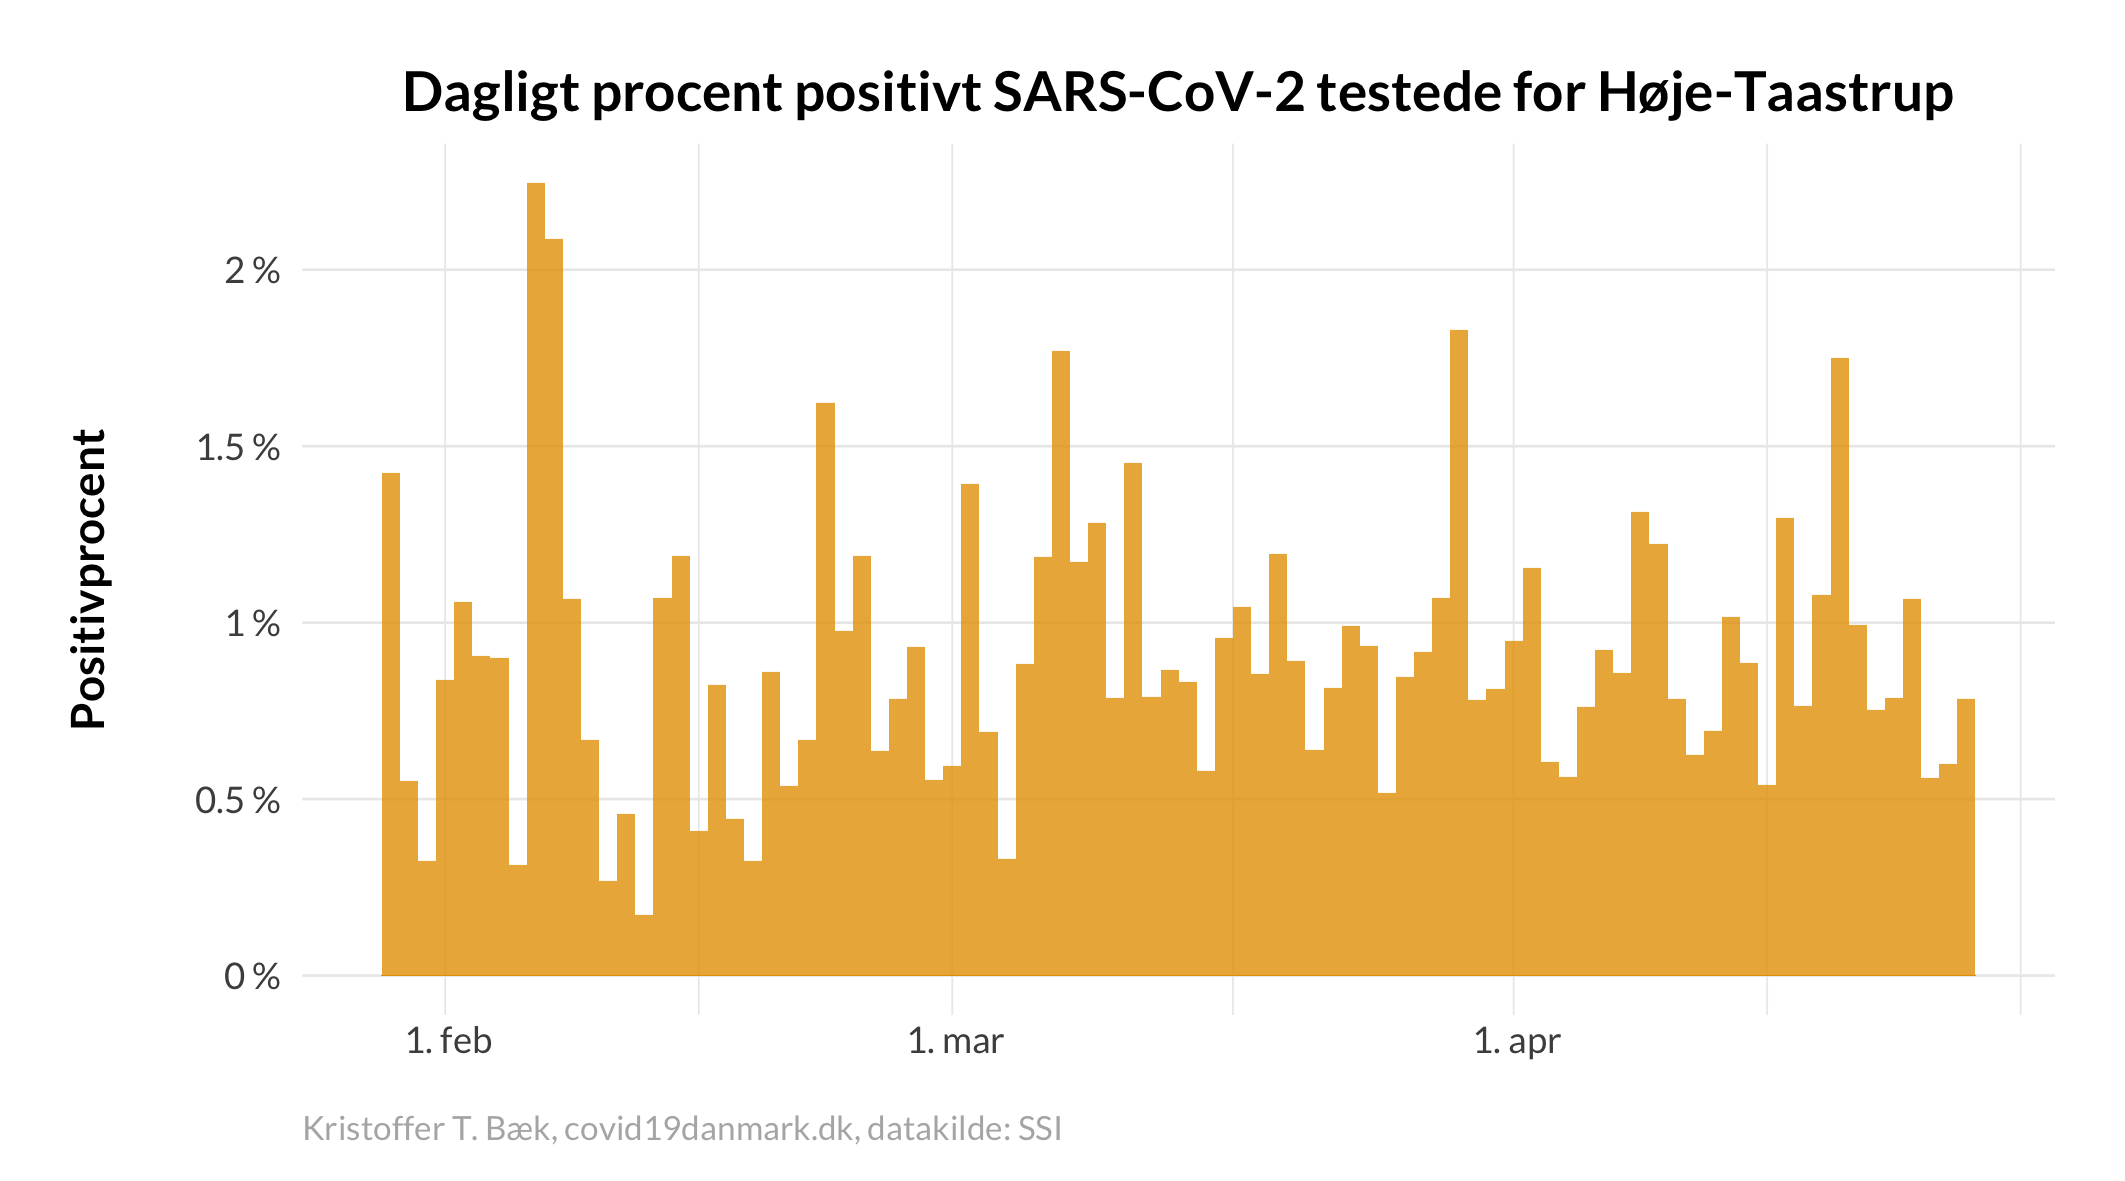 Dagligt procent positivt SARS-CoV-2 testede for Høje-Taastrup
Positivprocent
2 %
1.5 %
1 %
0.5 %
0 %
1. feb
1. mar
1. apr
Kristoffer T. Bæk, covid19danmark.dk, datakilde: SSI